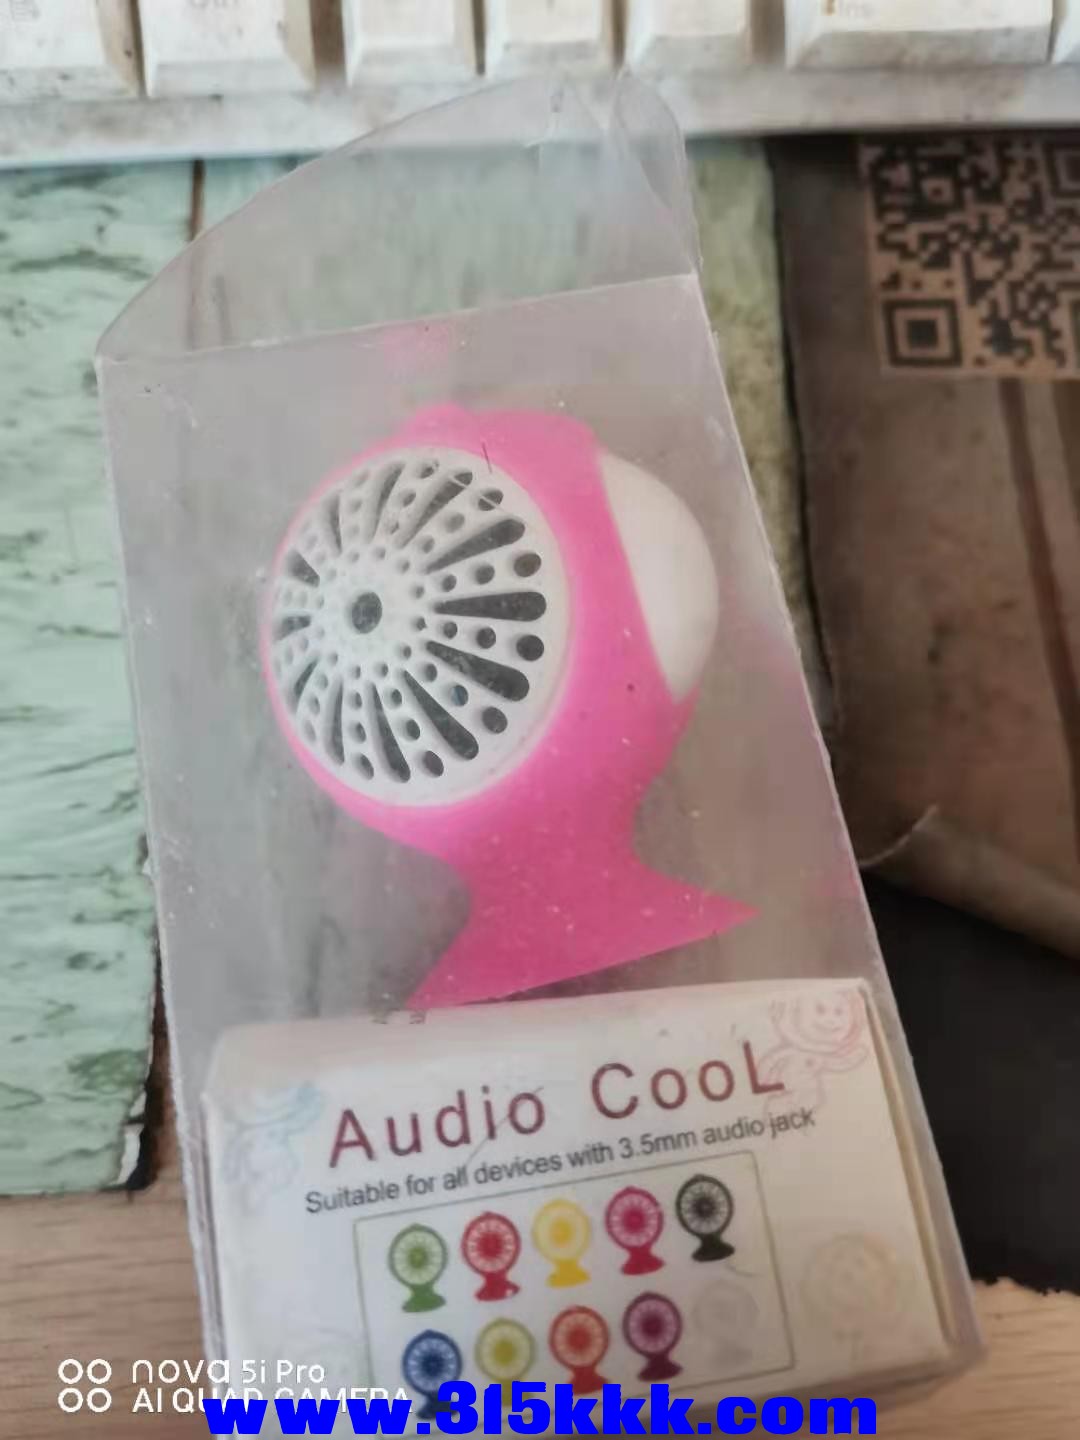 Audio CooL
Suitable for all devices with 3.5mm audio jack
nova 5i Pro
AI QUAD CAMERA
www.315kkk.com